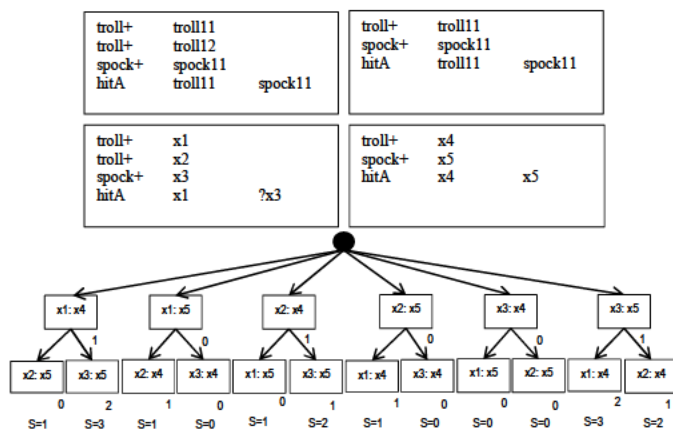 troll+ troll11
troll+ troll12
spock+ spock11
hitA troll11 spock11
troll+ troll11
spock+ spock11
hitA troll11 spock11
troll+ x1
troll+ x2
spock+ x3
hitA x1 ?x3
troll+ x4
spock+ x5
hitA x4 x5
x1: x4 x1: x5 x2: x4 x2: x5 x3: x4 x3: x5
1 0 1 0 0 1
x2: x5 x3: x5 x2: x4 x3: x4 x1: x5 x3: x5 x1: x4 x3: x4 x1: x5 x2: x5 x1: x4 x2: x4
0 2 1 0 0 1 1 0 0 0 2 1
S=1 S=3 S=1 S=0 S=1 S=2 S=1 S=0 S=0 S=0 S=3 S=2